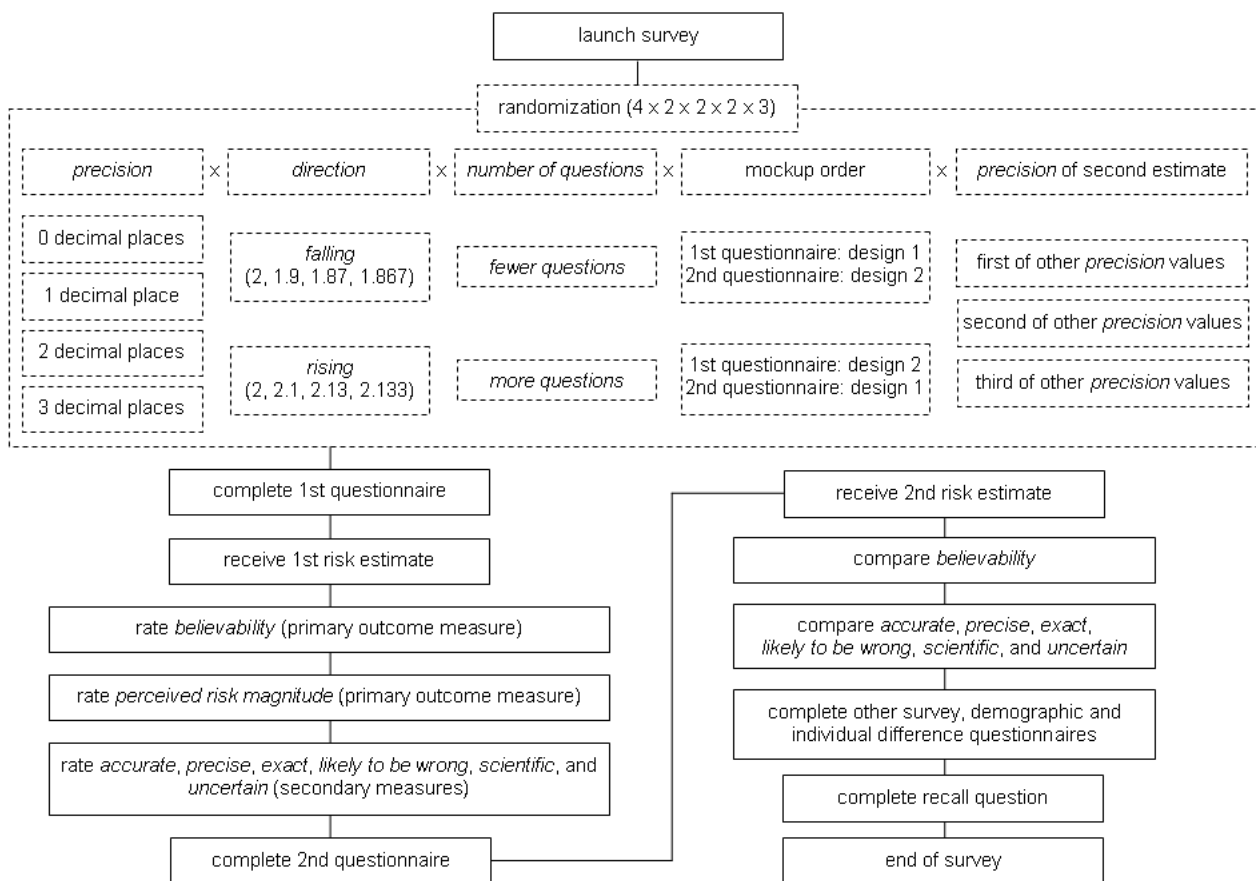 launch survey
randomization (4 x 2 x 2 x 2 x 3)
precision × direction × number of questions × mockup order × precision of second estimate
0 decimal places
1 decimal place
2 decimal places
3 decimal places
falling
(2, 1.9, 1.87, 1.867)
rising
(2, 2.1, 2.13, 2.133)
fewer questions
more questions
1st questionnaire: design 1
2nd questionnaire: design 2
1st questionnaire: design 2
2nd questionnaire: design 1
first of other precision values
second of other precision values
third of other precision values
complete 1st questionnaire
receive 1st risk estimate
rate believability (primary outcome measure)
rate perceived risk magnitude (primary outcome measure)
rate accurate, precise, exact, likely to be wrong, scientific, and
uncertain (secondary measures)
complete 2nd questionnaire
receive 2nd risk estimate
compare believability
compare accurate, precise, exact,
likely to be wrong, scientific, and uncertain
complete other survey, demographic and
individual difference questionnaires
complete recall question
end of survey